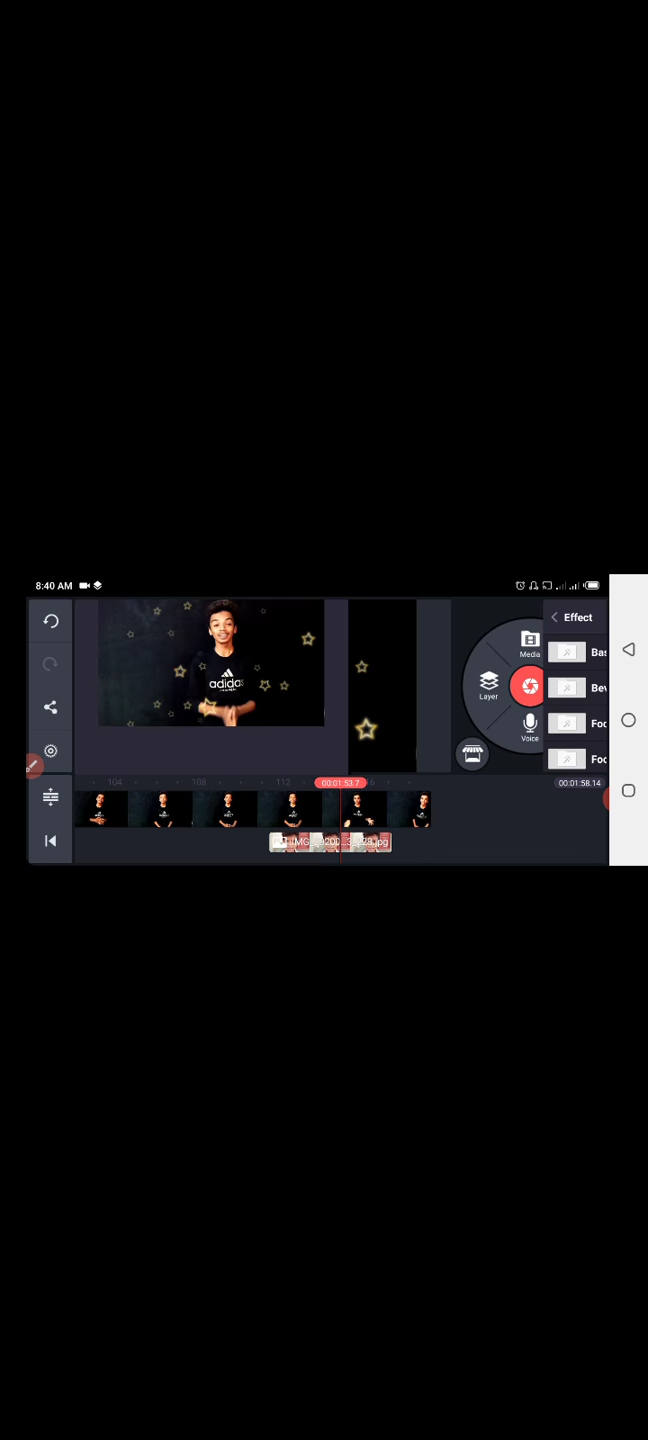 8:40 AM
Effect
Media
Layer
Voice
Bas
Bev
Foc
Foc
adidas
104
108
112
00:01:53.7
00:01:58.14